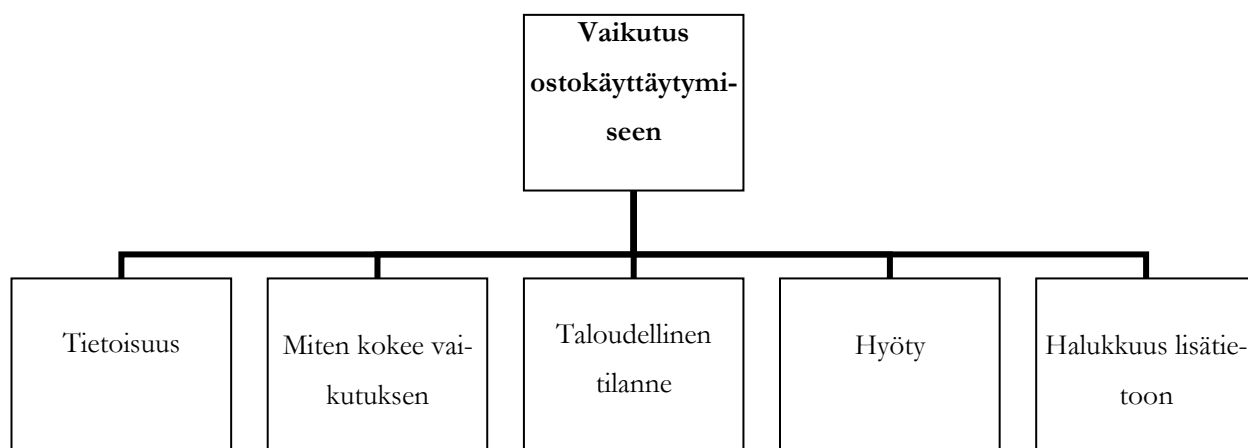 Vaikutus
ostokäyttäytymi-
seen
Tietoisuus
Miten kokee vai-
kutuksen
Taloudellinen
tilanne
Hyöty
Halukkuus lisätie-
toon